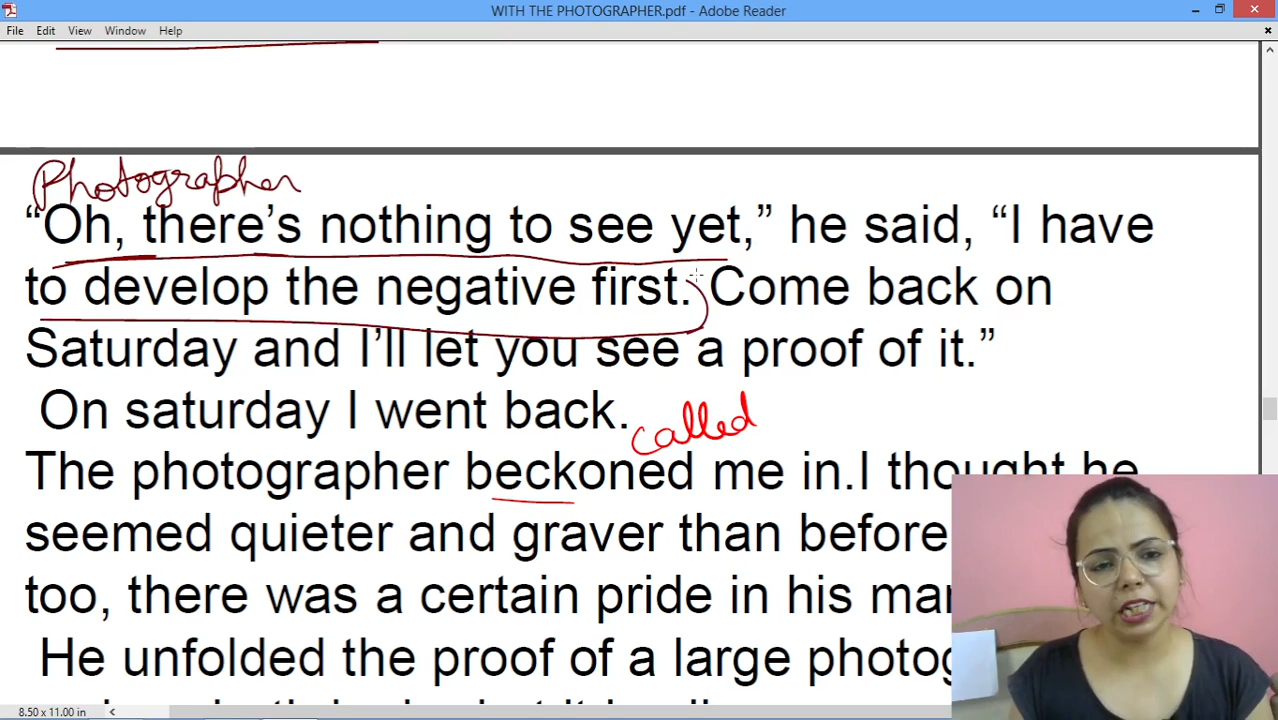 WITH THE PHOTOGRAPHER.pdf - Adobe Reader
File Edit View Window Help
Photographer
“Oh, there’s nothing to see yet,” he said, “I have
to develop the negative first. Come back on
Saturday and I’ll let you see a proof of it.”
On saturday I went back.
called
The photographer beckoned me in.I thought he
seemed quieter and graver than before
too, there was a certain pride in his
He unfolded the proof of a large
8.50 x 11.00 in